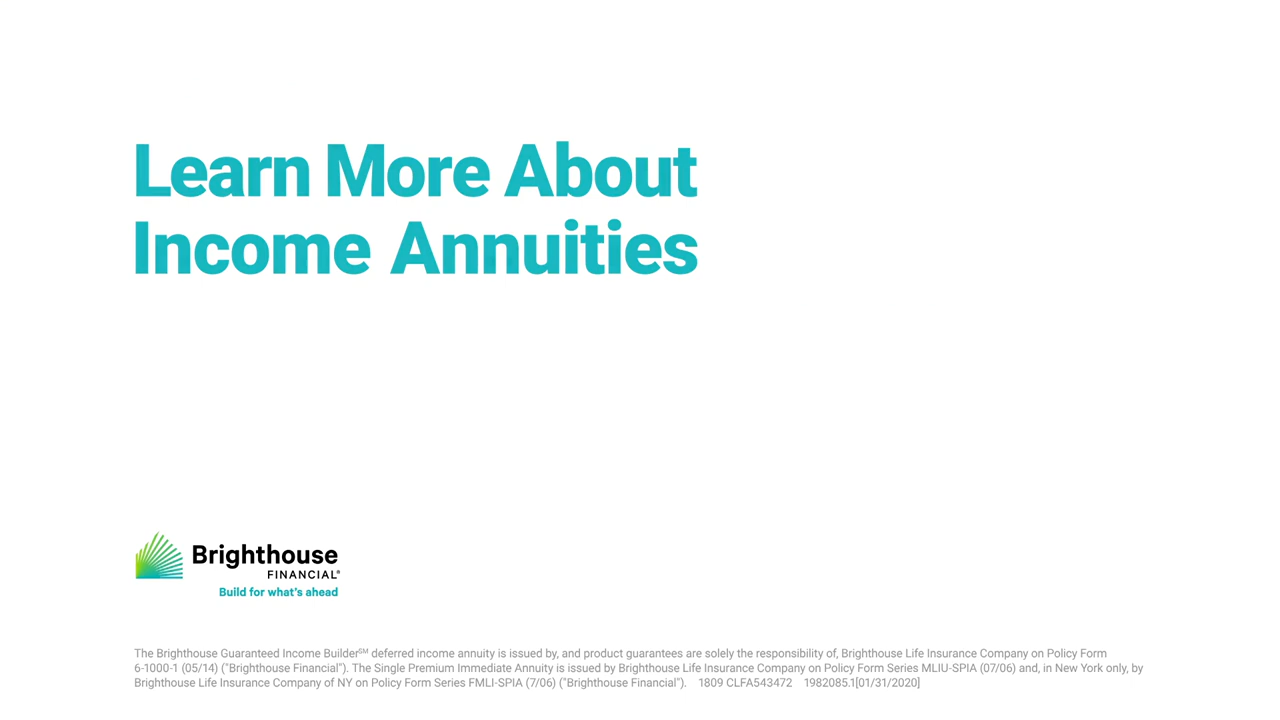 Learn More About
Income Annuities
Brighthouse
FINANCIAL®
Build for what's ahead
The Brighthouse Guaranteed Income Builder℠ deferred income annuity is issued by, and product guarantees are solely the responsibility of, Brighthouse Life Insurance Company on Policy Form
6-1000-1 (05/14) ("Brighthouse Financial"). The Single Premium Immediate Annuity is issued by Brighthouse Life Insurance Company on Policy Form Series MLIU-SPIA (07/06) and, in New York only, by
Brighthouse Life Insurance Company of NY on Policy Form Series FMLI-SPIA (7/06) ("Brighthouse Financial"). 1809 CLFA543472 1982085.1[01/31/2020]